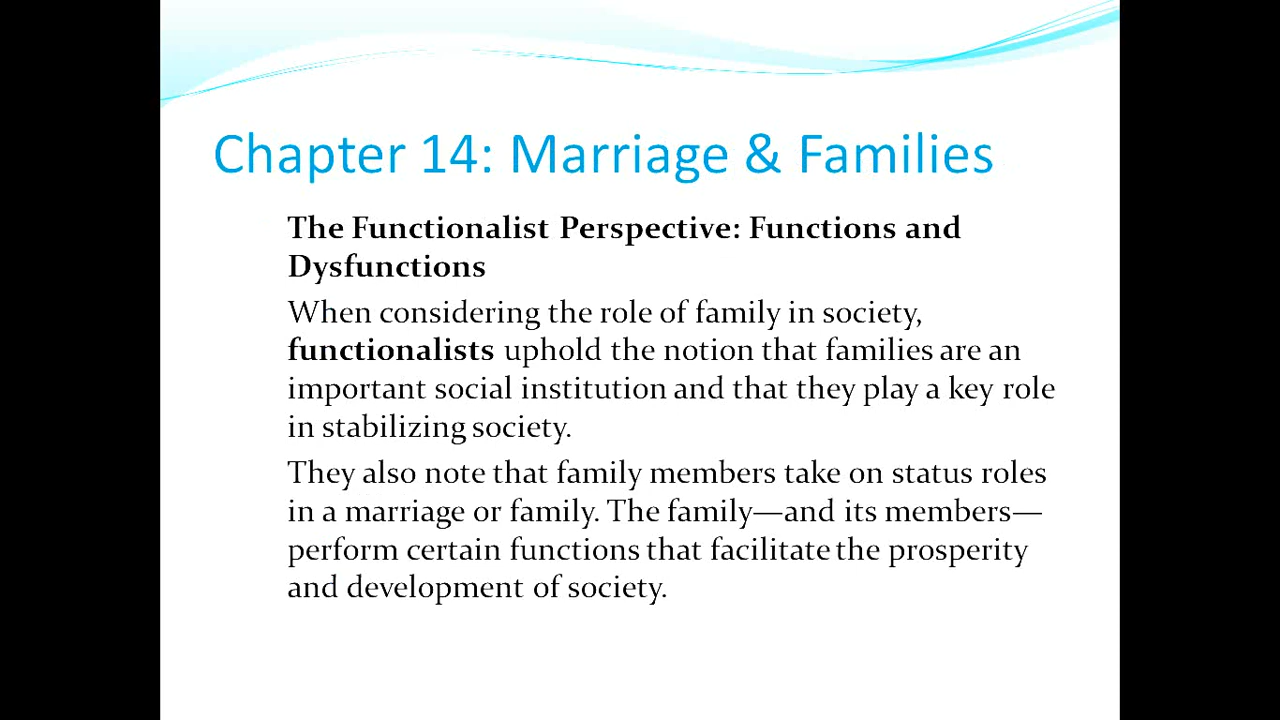 Chapter 14: Marriage & Families
The Functionalist Perspective: Functions and
Dysfunctions
When considering the role of family in society,
functionalists uphold the notion that families are an
important social institution and that they play a key role
in stabilizing society.
They also note that family members take on status roles
in a marriage or family. The family—and its members—
perform certain functions that facilitate the prosperity
and development of society.